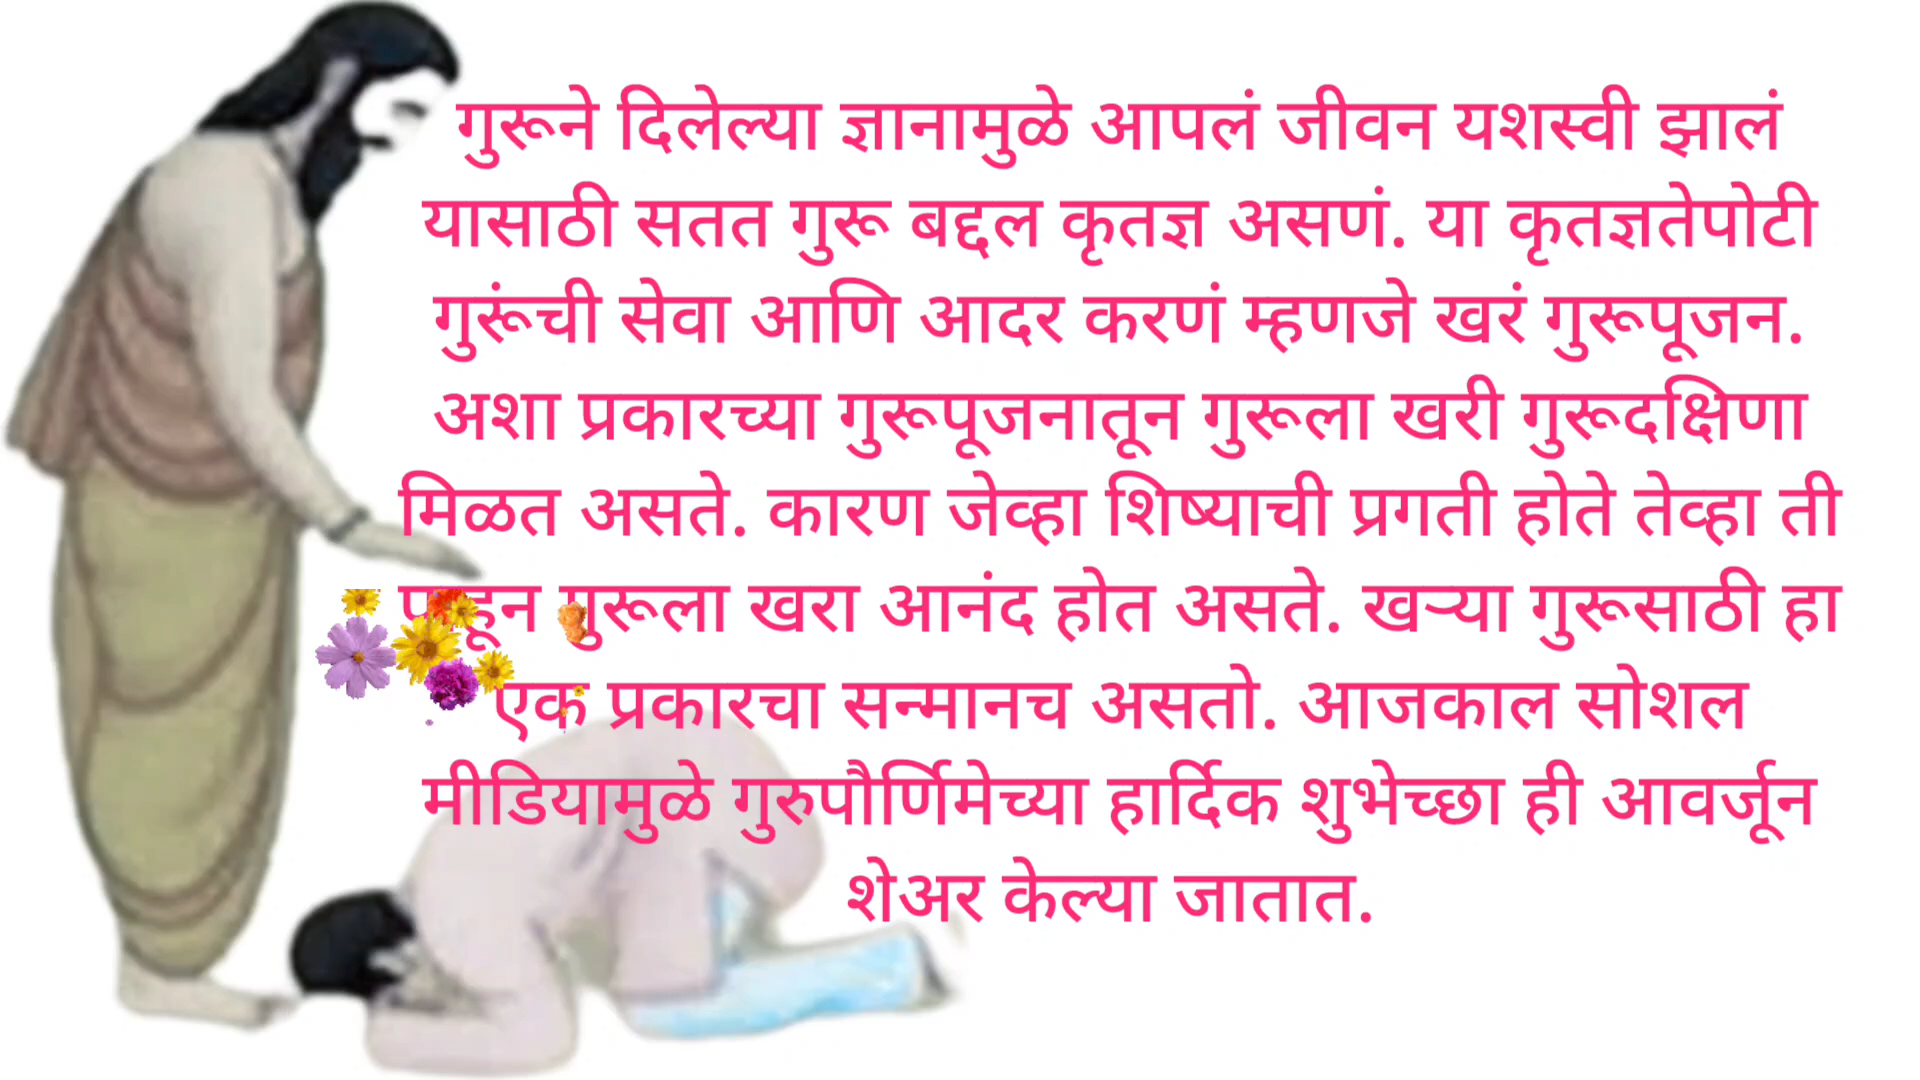 गुरूने दिलेल्या ज्ञानामुळे आपलं जीवन यशस्वी झालं
यासाठी सतत गुरू बद्दल कृतज्ञ असणं. या कृतज्ञतेपोटी
गुरूंची सेवा आणि आदर करणं म्हणजे खरं गुरूपूजन.
अशा प्रकारच्या गुरूपूजनातून गुरूला खरी गुरूदक्षिणा
मिळत असते. कारण जेव्हा शिष्याची प्रगती होते तेव्हा ती
पाहून गुरूला खरा आनंद होत असते. खऱ्या गुरूसाठी हा
एक प्रकारचा सन्मानच असतो. आजकाल सोशल
मीडियामुळे गुरुपौर्णिमेच्या हार्दिक शुभेच्छा ही आवर्जून
शेअर केल्या जातात.